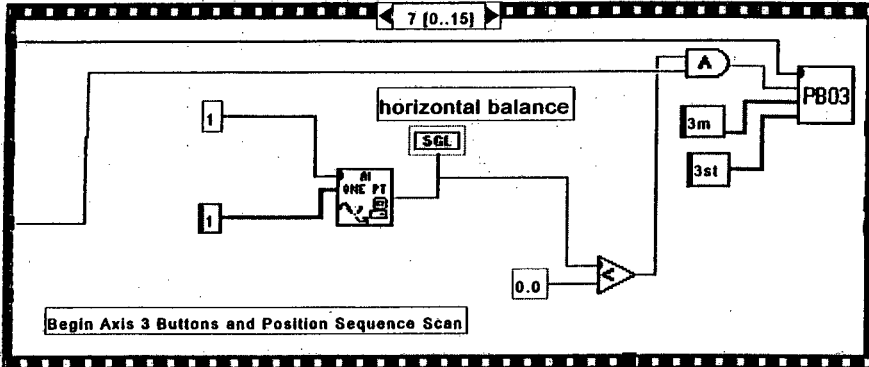 7 [0..15]
A
PB03
horizontal balance
1
SGL
3m
3st
AI
ONE PT
1
<
0.0
Begin Axis 3 Buttons and Position Sequence Scan